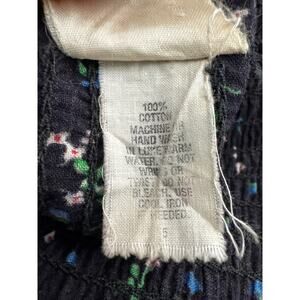 100%
COTTON
MACHINE OR
HAND WASH
IN LUKEWARM
WATER. DO NOT
WRING OR
TWIST. DO NOT
BLEACH. USE
COOL IRON
IF NEEDED.
5